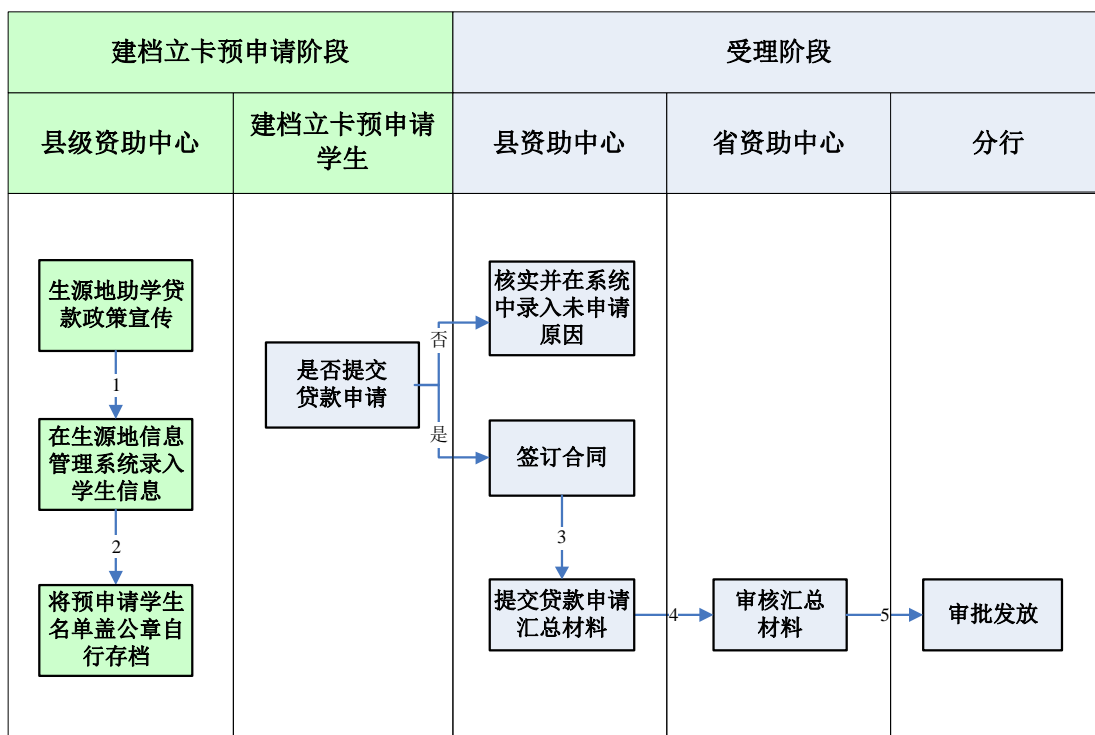 建档立卡预申请阶段
受理阶段
县级资助中心
建档立卡预申请
学生
县资助中心
省资助中心
分行
生源地助学贷
款政策宣传
1
在生源地信息
管理系统录入
学生信息
2
将预申请学生
名单盖公章自
行存档
是否提交
贷款申请
否
是
核实并在系统
中录入未申请
原因
签订合同
3
提交贷款申请
汇总材料
4
审核汇总
材料
5
审批发放